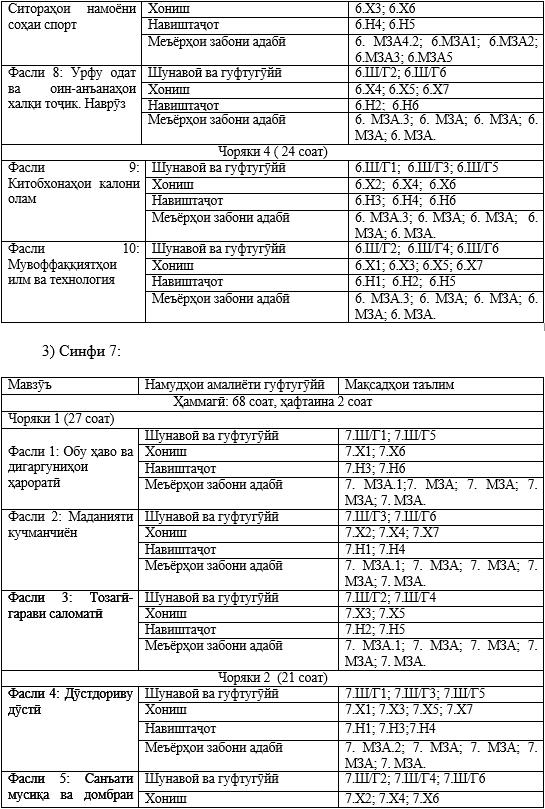 Ситораҳои намоёни соҳаи спорт
Хониш 6.Х3; 6.Х6
Навиштаҷот 6.Н4; 6.Н5
Меъёрҳои забони адабӣ 6. МЗА4.2; 6.МЗА1; 6.МЗА2; 6.МЗА3; 6.МЗА5
Фасли 8: Урфу одат ва оин-анъанаҳои халқи тоҷик. Наврӯз
Шунавоӣ ва гуфтугӯӣӣ 6.Ш/Г2; 6.Ш/Г6
Хониш 6.Х4; 6.Х5; 6.Х7
Навиштаҷот 6.Н2; 6.Н6
Меъёрҳои забони адабӣ 6. МЗА.3; 6. МЗА; 6. МЗА; 6. МЗА; 6. МЗА.
Чоряки 4 ( 24 соат)
Фасли 9: Китобхонаҳои калони олам
Шунавоӣ ва гуфтугӯӣӣ 6.Ш/Г1; 6.Ш/Г3; 6.Ш/Г5
Хониш 6.Х2; 6.Х4; 6.Х6
Навиштаҷот 6.Н3; 6.Н4; 6.Н6
Меъёрҳои забони адабӣ 6. МЗА.3; 6. МЗА; 6. МЗА; 6. МЗА; 6. МЗА.
Фасли 10: Мувоффаққиятҳои илм ва технология
Шунавоӣ ва гуфтугӯӣӣ 6.Ш/Г2; 6.Ш/Г4; 6.Ш/Г6
Хониш 6.Х1; 6.Х3; 6.Х5; 6.Х7
Навиштаҷот 6.Н1; 6.Н2; 6.Н5
Меъёрҳои забони адабӣ 6. МЗА.3; 6. МЗА; 6. МЗА; 6. МЗА; 6. МЗА.
3) Синфи 7:
Мавзӯъ Намудҳои амалиёти гуфтугӯӣӣ Мақсадҳои таълим
Ҳаммагӣ: 68 соат, ҳафтаина 2 соат
Чоряки 1 (27 соат)
Фасли 1: Обу ҳаво ва дигаргуниҳои ҳароратӣ
Шунавоӣ ва гуфтугӯӣӣ 7.Ш/Г1; 7.Ш/Г5
Хониш 7.Х1; 7.Х6
Навиштаҷот 7.Н3; 7.Н6
Меъёрҳои забони адабӣ 7. МЗА.1;7. МЗА; 7. МЗА; 7. МЗА; 7. МЗА.
Фасли 2: Маданияти кучманчиён
Шунавоӣ ва гуфтугӯӣӣ 7.Ш/Г3; 7.Ш/Г6
Хониш 7.Х2; 7.Х4; 7.Х7
Навиштаҷот 7.Н1; 7.Н4
Меъёрҳои забони адабӣ 7. МЗА.1; 7. МЗА; 7. МЗА; 7. МЗА; 7. МЗА.
Фасли 3: Тозагӣ- гарави саломатӣ
Шунавоӣ ва гуфтугӯӣӣ 7.Ш/Г2; 7.Ш/Г4
Хониш 7.Х3; 7.Х5
Навиштаҷот 7.Н2; 7.Н5
Меъёрҳои забони адабӣ 7. МЗА.1; 7. МЗА; 7. МЗА; 7. МЗА; 7. МЗА.
Чоряки 2 (21 соат)
Фасли 4: Дӯстдориву дӯстӣ
Шунавоӣ ва гуфтугӯӣӣ 7.Ш/Г1; 7.Ш/Г3; 7.Ш/Г5
Хониш 7.Х1; 7.Х3; 7.Х5; 7.Х7
Навиштаҷот 7.Н1; 7.Н3;7.Н4
Меъёрҳои забони адабӣ 7. МЗА.2; 7. МЗА; 7. МЗА; 7. МЗА; 7. МЗА.
Фасли 5: Санъати мусиқа ва домбраи
Шунавоӣ ва гуфтугӯӣӣ 7.Ш/Г2; 7.Ш/Г4; 7.Ш/Г6
Хониш 7.Х2; 7.Х4; 7.Х6